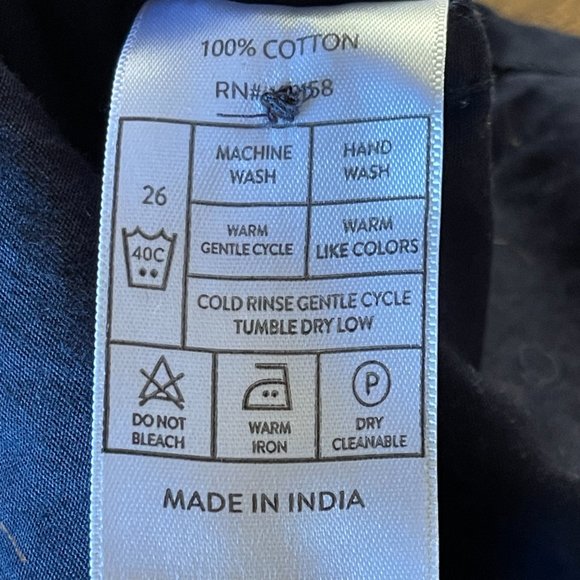 100% COTTON
26
40C
MACHINE
WASH
HAND
WASH
WARM
GENTLE CYCLE
WARM
LIKE COLORS
COLD RINSE GENTLE CYCLE
TUMBLE DRY LOW
DO NOT
BLEACH
WARM
IRON
P
DRY
CLEANABLE
MADE IN INDIA